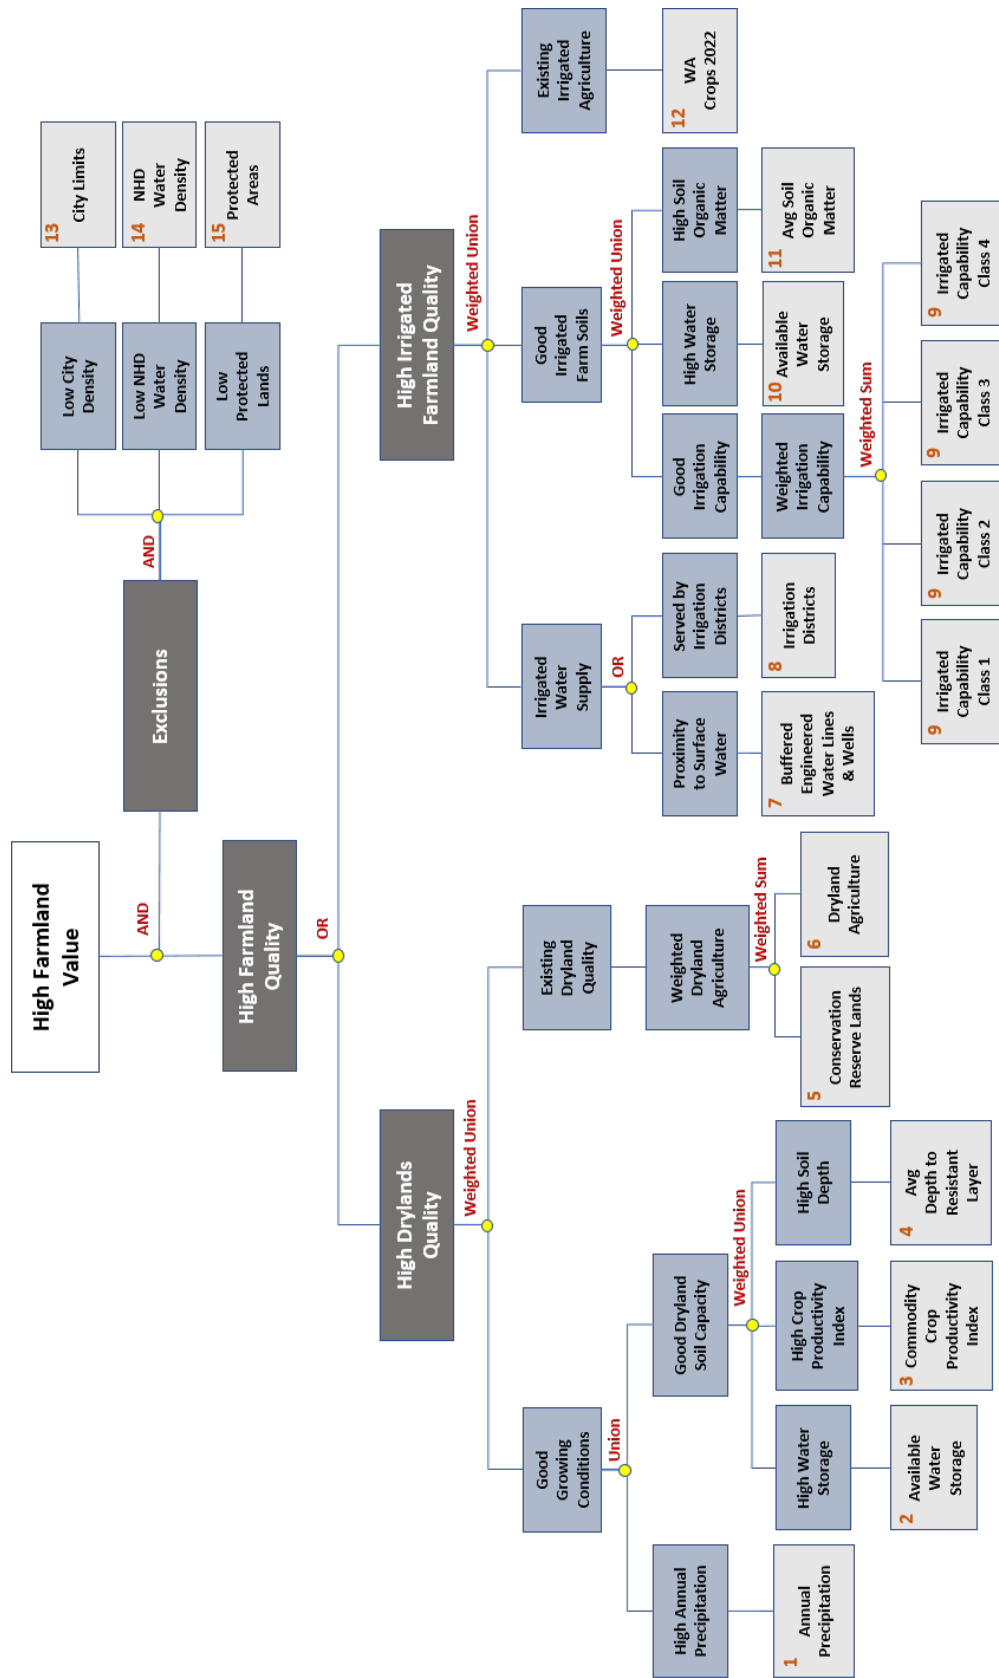 High Farmland
Value
AND
Exclusions
AND
Low City
Density
13
City Limits
Low NHD
Water
Density
14
NHD
Water
Density
Low
Protected
Lands
15
Protected
Areas
High Farmland
Quality
OR
High Drylands
Quality
Weighted Union
Good
Growing
Conditions
Union
High Annual
Precipitation
1
Annual
Precipitation
Good Dryland
Soil Capacity
Weighted Union
High Water
Storage
2
Available
Water
Storage
High Crop
Productivity
Index
3
Commodity
Crop
Productivity
Index
High Soil
Depth
4
Avg
Depth to
Resistant
Layer
Existing
Dryland
Quality
Weighted
Dryland
Agriculture
Weighted Sum
5
Conservation
Reserve Lands
6
Dryland
Agriculture
High Irrigated
Farmland Quality
Weighted Union
Irrigated
Water
Supply
OR
Proximity
to Surface
Water
7
Buffered
Engineered
Water Lines
& Wells
Served by
Irrigation
Districts
8
Irrigation
Districts
Good
Irrigated
Farm Soils
Weighted Union
Good
Irrigation
Capability
Weighted
Irrigation
Capability
Weighted Sum
9
Irrigated
Capability
Class 1
9
Irrigated
Capability
Class 2
9
Irrigated
Capability
Class 3
9
Irrigated
Capability
Class 4
High Water
Storage
10
Available
Water
Storage
High Soil
Organic
Matter
11
Avg Soil
Organic
Matter
Existing
Irrigated
Agriculture
12
WA
Crops 2022